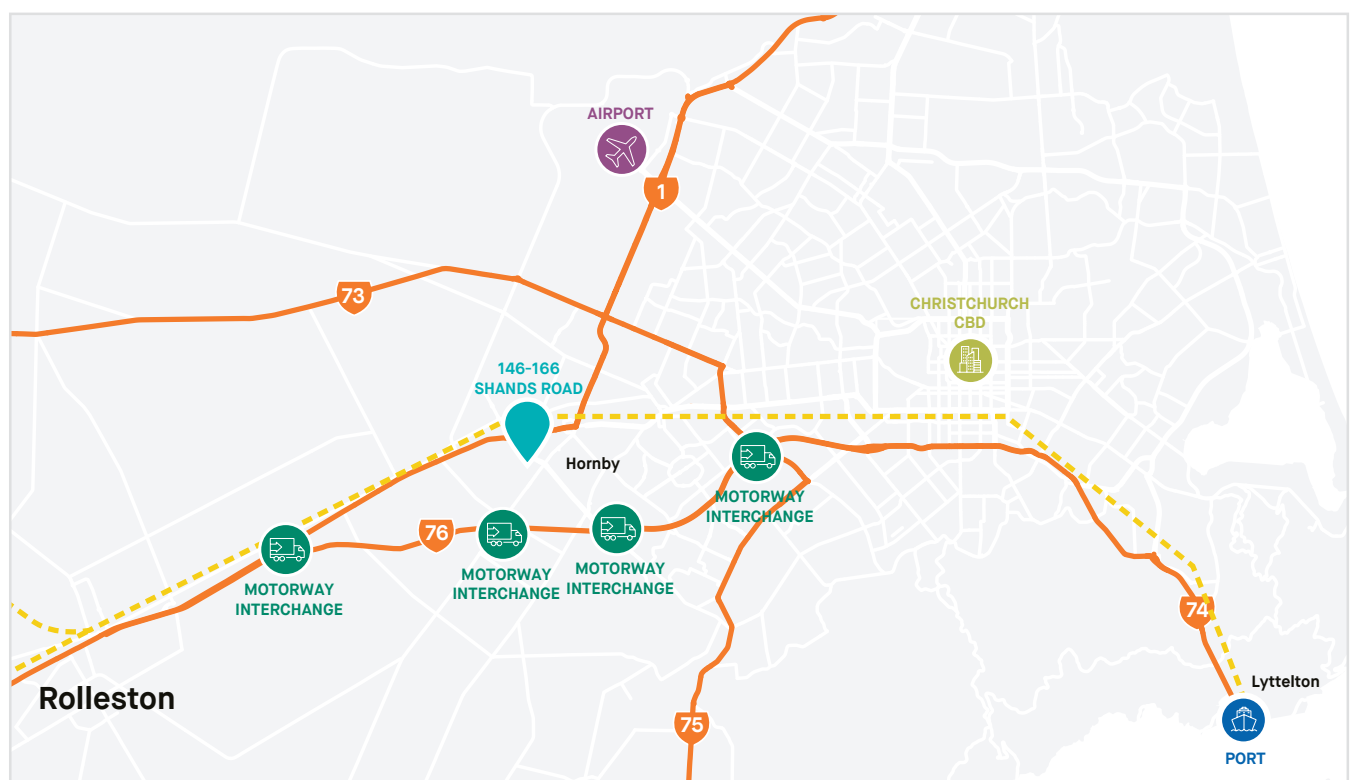 AIRPORT
1
73
CHRISTCHURCH
CBD
146-166
SHANDS ROAD
Hornby
MOTORWAY
INTERCHANGE
76
MOTORWAY
INTERCHANGE
MOTORWAY
INTERCHANGE
MOTORWAY
INTERCHANGE
74
Rolleston
Lyttelton
75
PORT